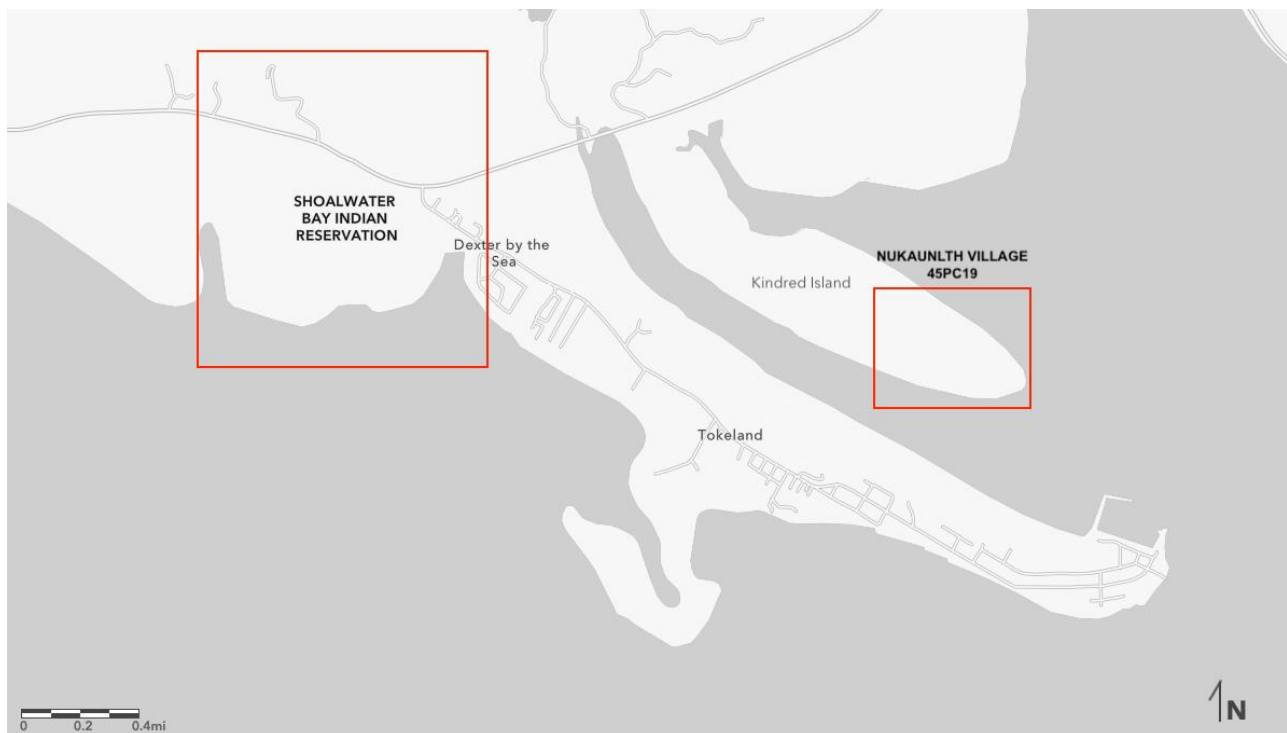 SHOALWATER
BAY INDIAN
RESERVATION
Dexter by the
Sea
NUKAUNLTH VILLAGE
45PC19
Kindred Island
Tokeland
0 0.2 0.4mi
N